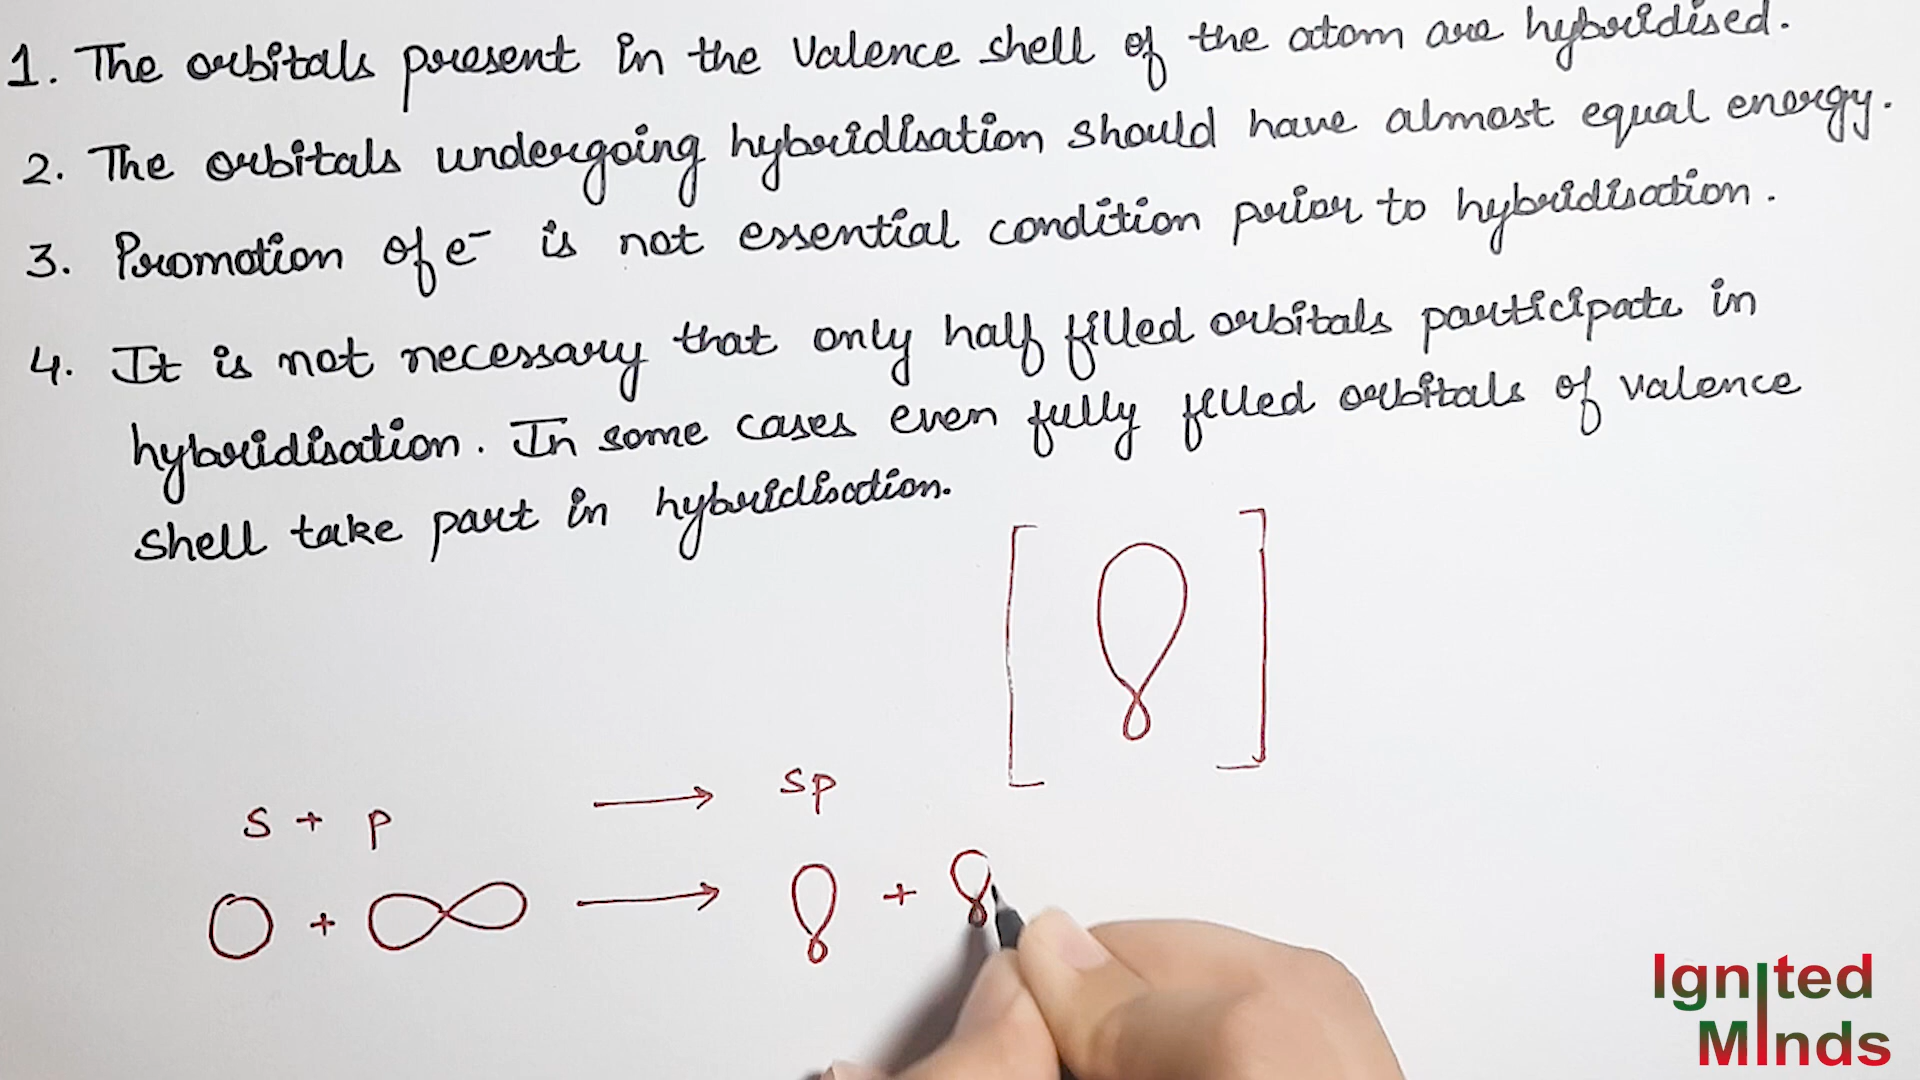 1. The orbitals present in the valence shell of the atom are hybridised.
2. The orbitals undergoing hybridisation should have almost equal energy.
3. Promotion of e⁻ is not essential condition prior to hybridisation.
4. It is not necessary that only half filled orbitals participate in
hybridisation. In some cases even fully filled orbitals of valence
shell take part in hybridisation.
s + p ⟶ sp
+ ⟶ +
Ignited
Minds